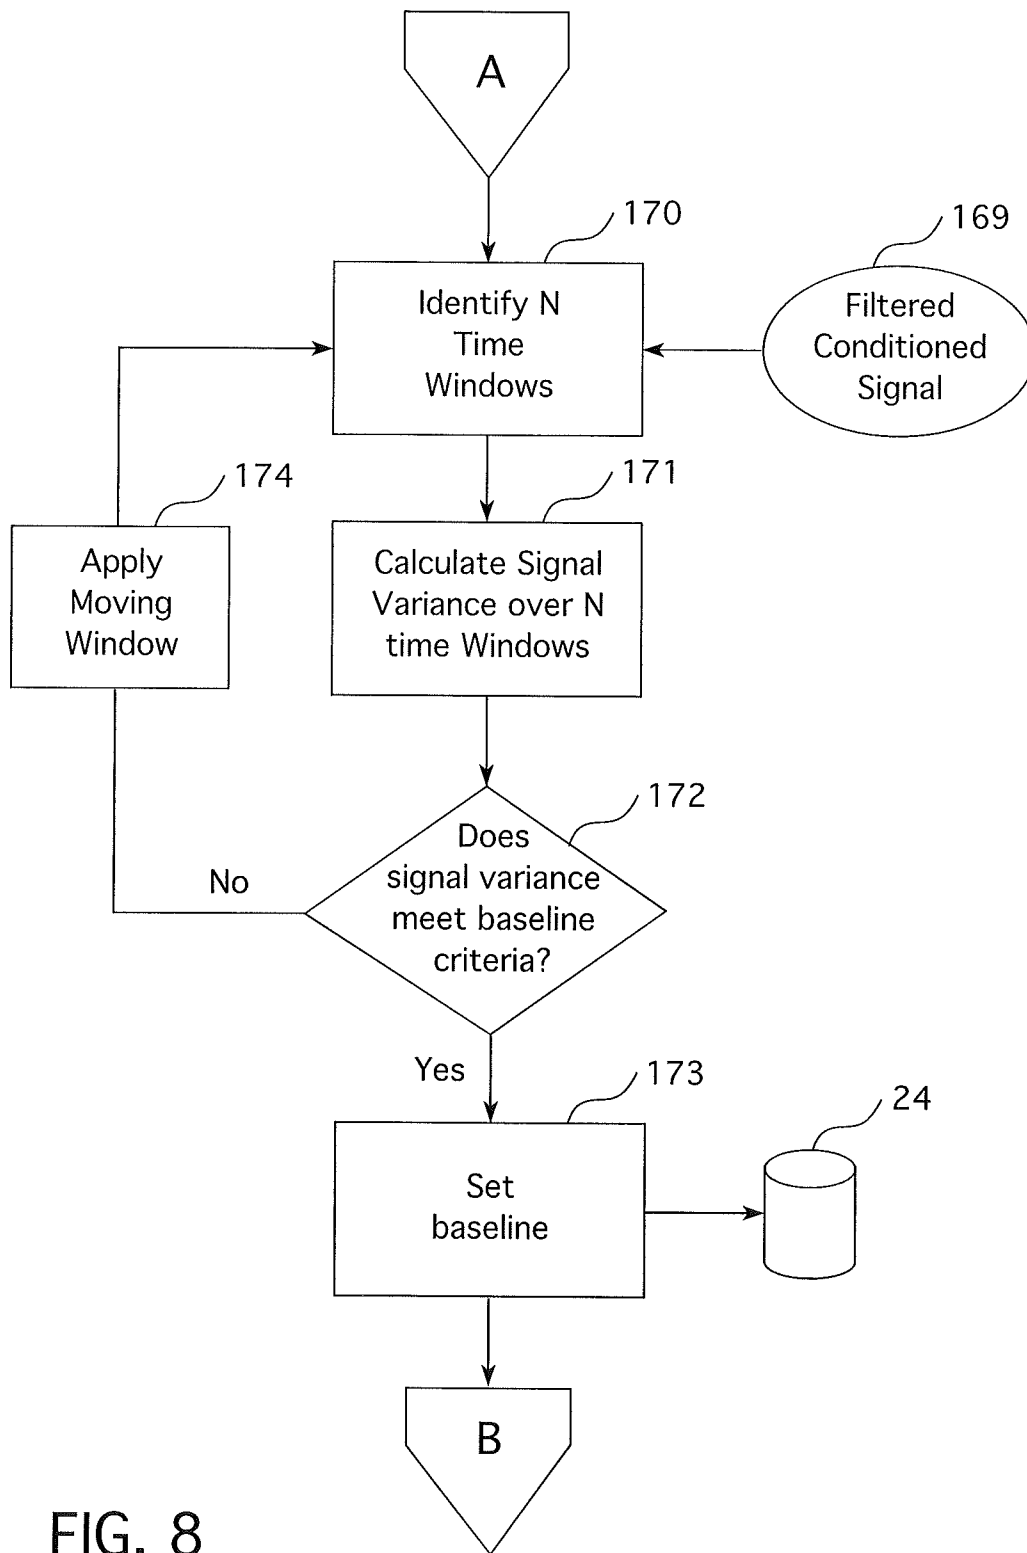 A
170
169
Identify N
Time
Windows
Filtered
Conditioned
Signal
174
171
Apply
Moving
Window
Calculate Signal
Variance over N
time Windows
172
Does
signal variance
meet baseline
criteria?
No
Yes
173
24
Set
baseline
B
FIG. 8